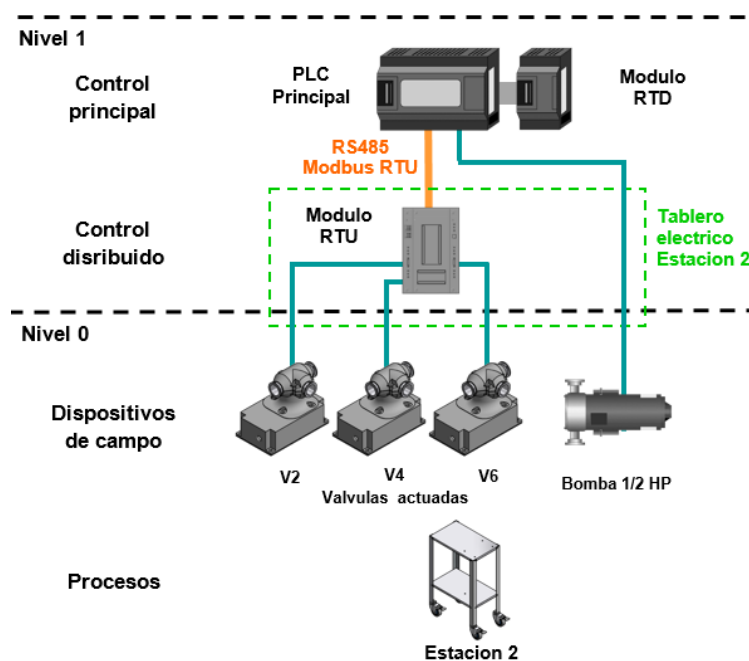 Nivel 1
Control
principal
PLC
Principal
Modulo
RTD
RS485
Modbus RTU
Control
disribuido
Modulo
RTU
Tablero
electrico
Estacion 2
Nivel 0
Dispositivos
de campo
V2
V4
V6
Valvulas actuadas
Bomba 1/2 HP
Procesos
Estacion 2